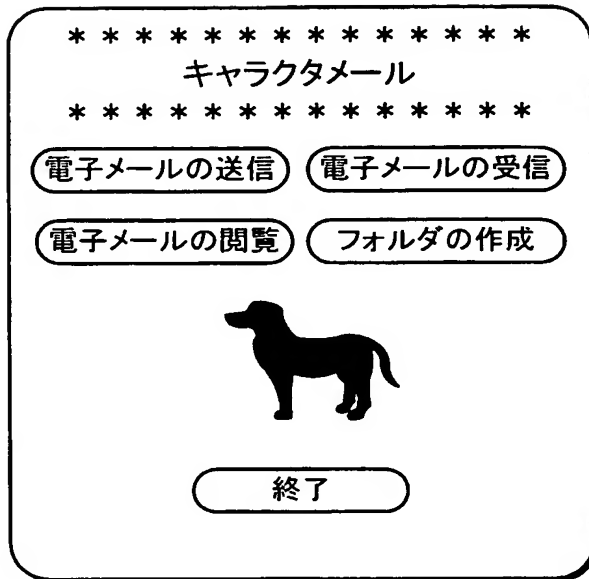 * * * * * * * * * * * * * *
キャラクタメール
* * * * * * * * * * * * * *
電子メールの送信 電子メールの受信
電子メールの閲覧 フォルダの作成
終了